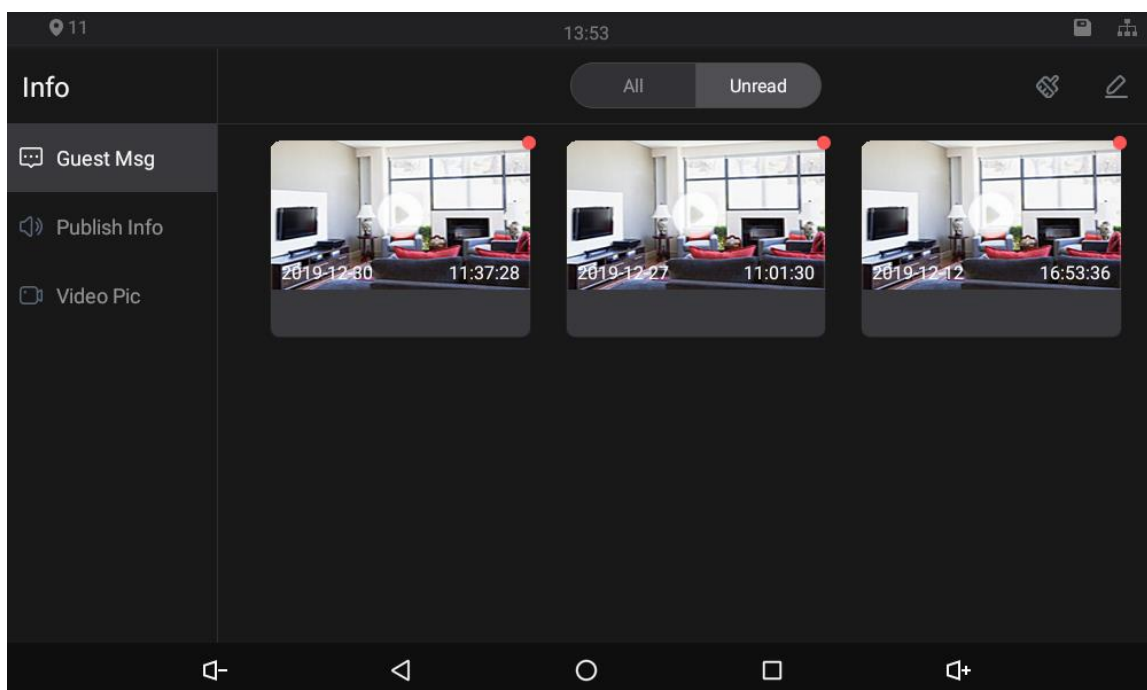 11
13:53
Info
All
Unread
Guest Msg
Publish Info
Video Pic
2019-12-30 11:37:28
2019-12-27 11:01:30
2019-12-12 16:53:36